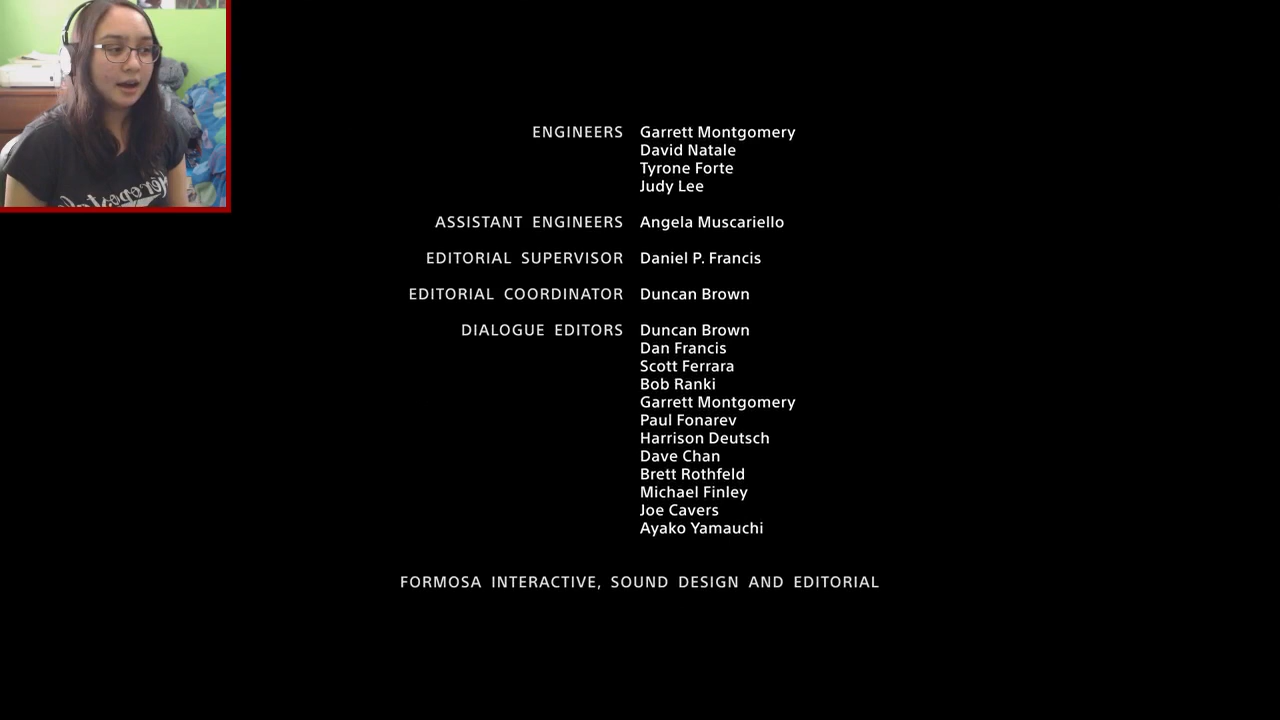 ENGINEERS Garrett Montgomery
David Natale
Tyrone Forte
Judy Lee
ASSISTANT ENGINEERS Angela Muscariello
EDITORIAL SUPERVISOR Daniel P. Francis
EDITORIAL COORDINATOR Duncan Brown
DIALOGUE EDITORS Duncan Brown
Dan Francis
Scott Ferrara
Bob Ranki
Garrett Montgomery
Paul Fonarev
Harrison Deutsch
Dave Chan
Brett Rothfeld
Michael Finley
Joe Cavers
Ayako Yamauchi
FORMOSA INTERACTIVE, SOUND DESIGN AND EDITORIAL